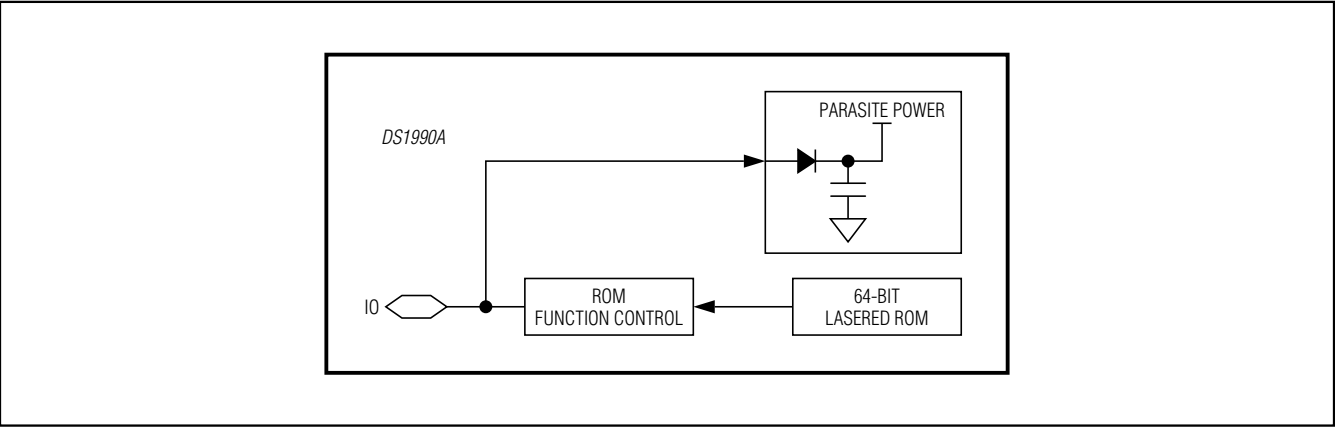 PARASITE POWER
DS1990A
IO
ROM
FUNCTION CONTROL
64-BIT
LASERED ROM